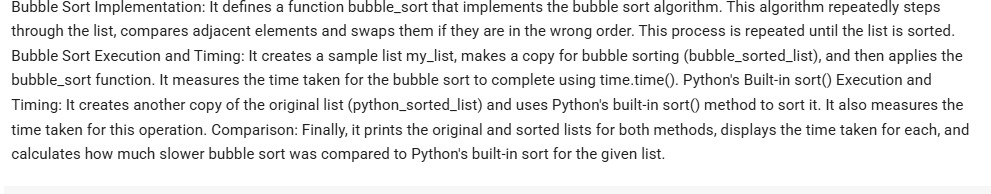 Bubble Sort Implementation: It defines a function bubble_sort that implements the bubble sort algorithm. This algorithm repeatedly steps
through the list, compares adjacent elements and swaps them if they are in the wrong order. This process is repeated until the list is sorted.
Bubble Sort Execution and Timing: It creates a sample list my_list, makes a copy for bubble sorting (bubble_sorted_list), and then applies the
bubble_sort function. It measures the time taken for the bubble sort to complete using time.time(). Python's Built-in sort() Execution and
Timing: It creates another copy of the original list (python_sorted_list) and uses Python's built-in sort() method to sort it. It also measures the
time taken for this operation. Comparison: Finally, it prints the original and sorted lists for both methods, displays the time taken for each, and
calculates how much slower bubble sort was compared to Python's built-in sort for the given list.